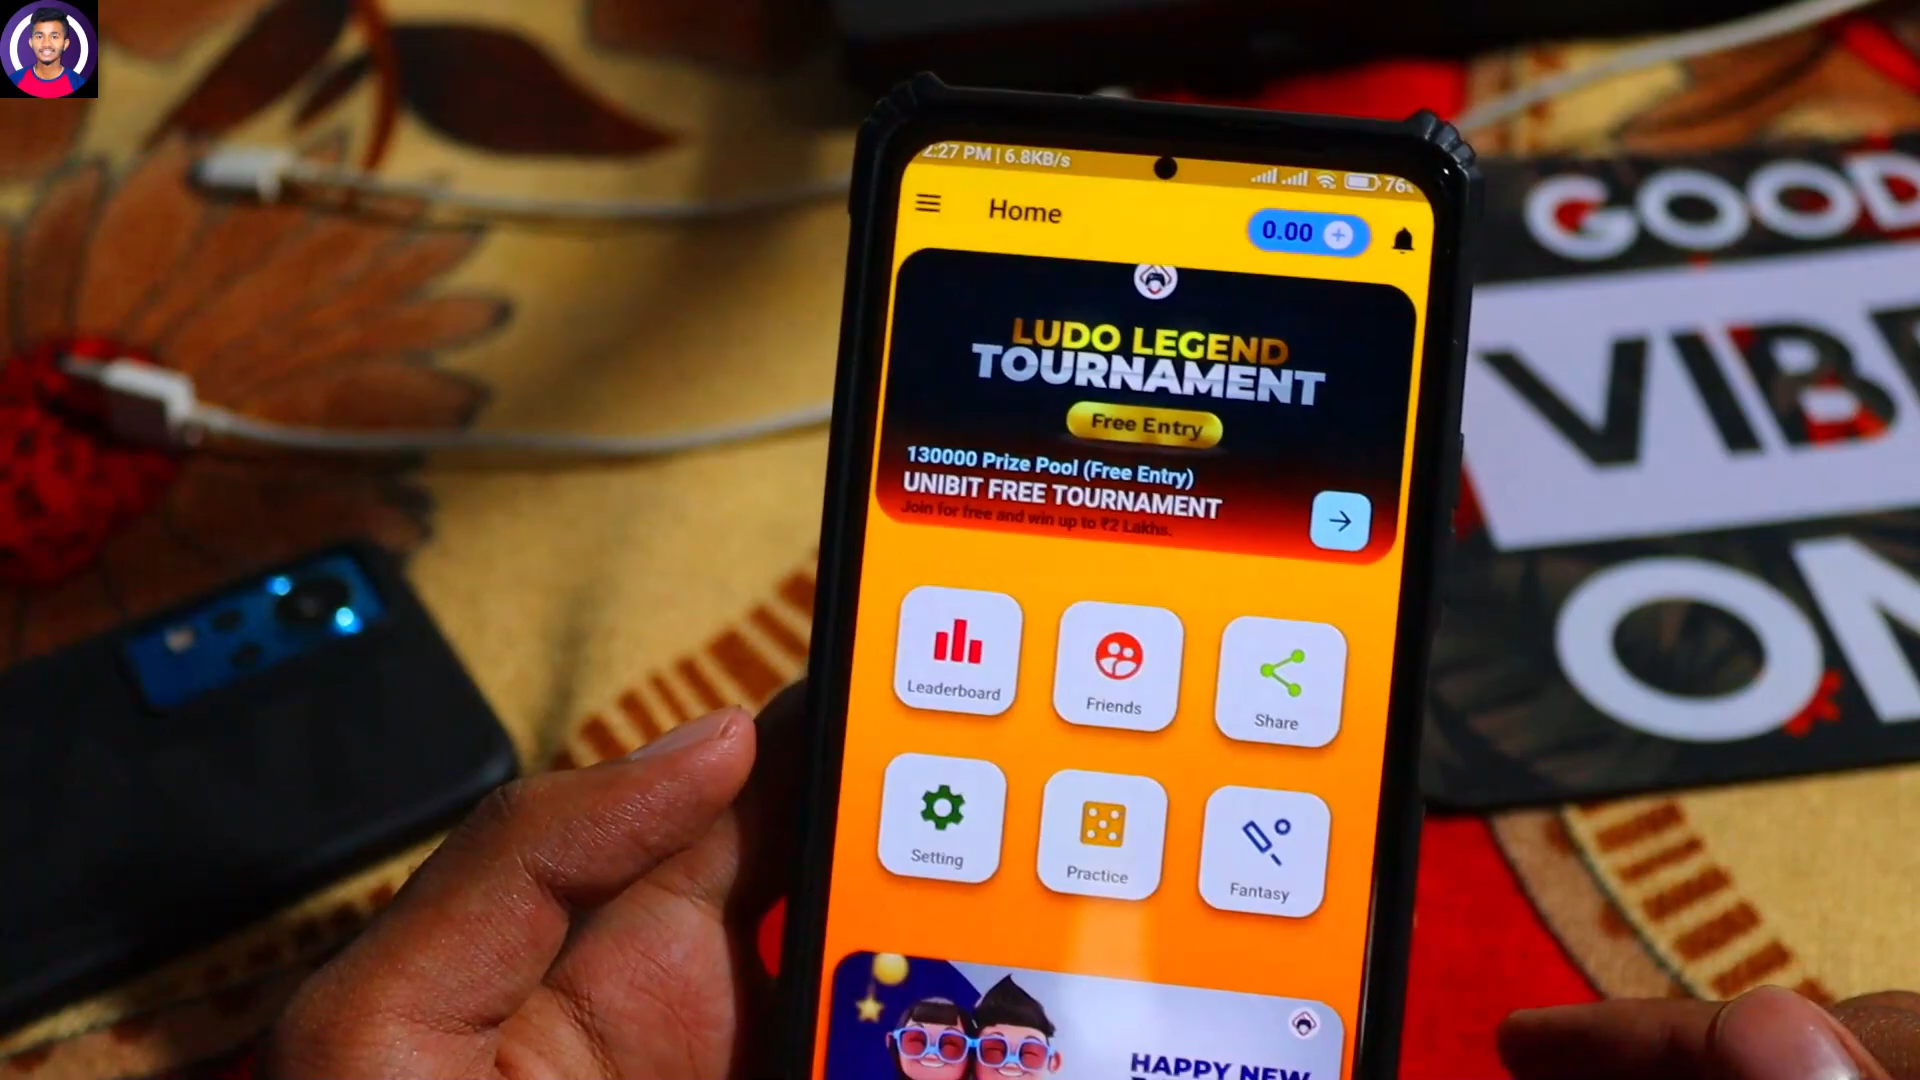 2:27 PM | 6.8KB/s
76
Home
0.00
LUDO LEGEND
TOURNAMENT
Free Entry
130000 Prize Pool (Free Entry)
UNIBIT FREE TOURNAMENT
Join for free and win up to ₹2 Lakhs.
Leaderboard
Friends
Share
Setting
Practice
Fantasy
HAPPY NEW
GOOD